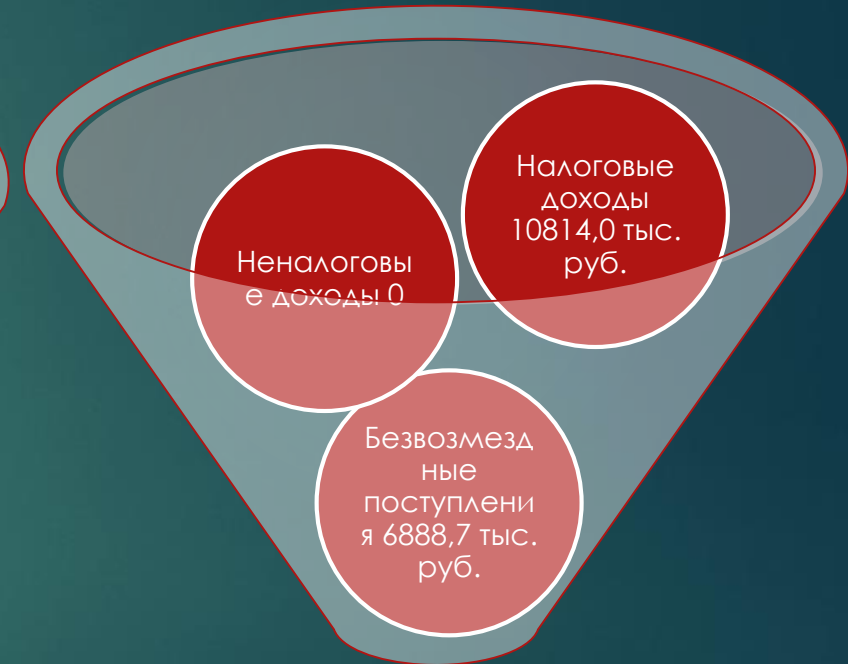 Налоговые
доходы
10814,0 тыс.
руб.
Неналоговы
е доходы 0
Безвозмезд
ные
поступлени
я 6888,7 тыс.
руб.